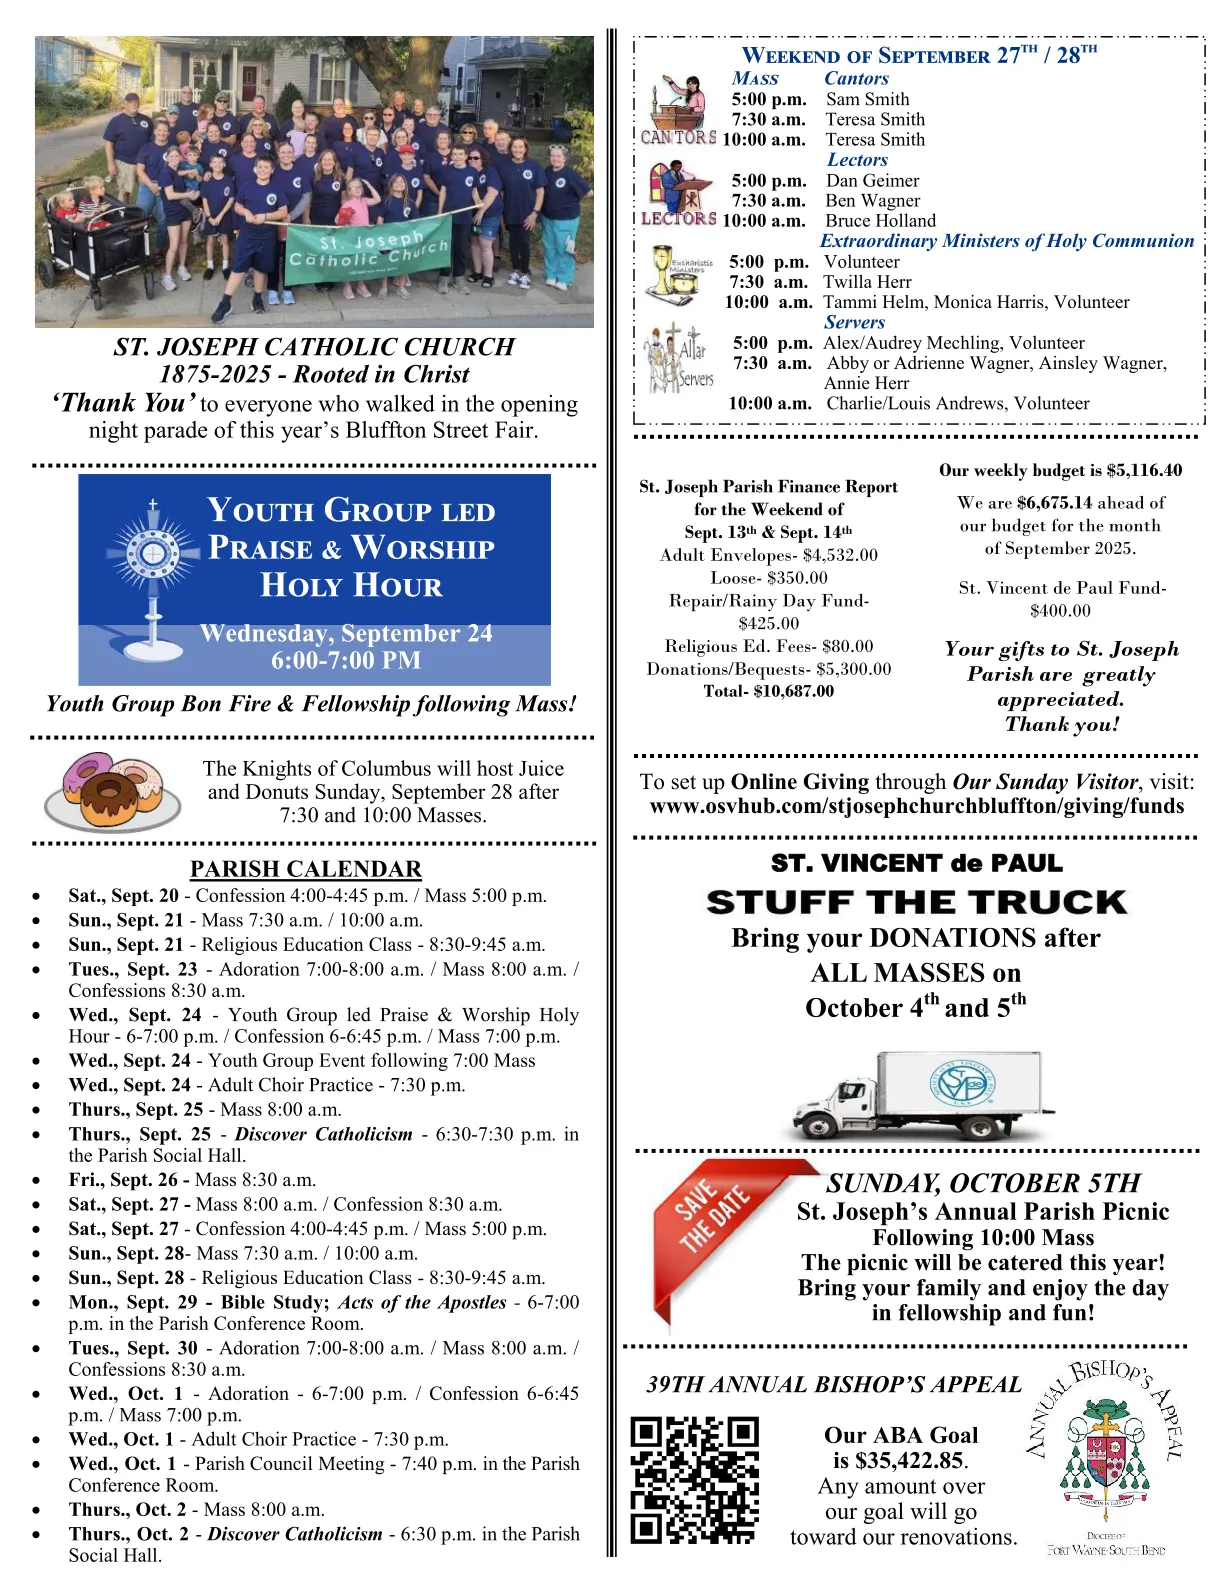 St. Joseph
Catholic Church
ST. JOSEPH CATHOLIC CHURCH
1875-2025 - Rooted in Christ
‘Thank You’ to everyone who walked in the opening
night parade of this year’s Bluffton Street Fair.
YOUTH GROUP LED
PRAISE & WORSHIP
HOLY HOUR
Wednesday, September 24
6:00-7:00 PM
Youth Group Bon Fire & Fellowship following Mass!
The Knights of Columbus will host Juice
and Donuts Sunday, September 28 after
7:30 and 10:00 Masses.
PARISH CALENDAR
• Sat., Sept. 20 - Confession 4:00-4:45 p.m. / Mass 5:00 p.m.
• Sun., Sept. 21 - Mass 7:30 a.m. / 10:00 a.m.
• Sun., Sept. 21 - Religious Education Class - 8:30-9:45 a.m.
• Tues., Sept. 23 - Adoration 7:00-8:00 a.m. / Mass 8:00 a.m. /
Confessions 8:30 a.m.
• Wed., Sept. 24 - Youth Group led Praise & Worship Holy
Hour - 6-7:00 p.m. / Confession 6-6:45 p.m. / Mass 7:00 p.m.
• Wed., Sept. 24 - Youth Group Event following 7:00 Mass
• Wed., Sept. 24 - Adult Choir Practice - 7:30 p.m.
• Thurs., Sept. 25 - Mass 8:00 a.m.
• Thurs., Sept. 25 - Discover Catholicism - 6:30-7:30 p.m. in
the Parish Social Hall.
• Fri., Sept. 26 - Mass 8:30 a.m.
• Sat., Sept. 27 - Mass 8:00 a.m. / Confession 8:30 a.m.
• Sat., Sept. 27 - Confession 4:00-4:45 p.m. / Mass 5:00 p.m.
• Sun., Sept. 28- Mass 7:30 a.m. / 10:00 a.m.
• Sun., Sept. 28 - Religious Education Class - 8:30-9:45 a.m.
• Mon., Sept. 29 - Bible Study; Acts of the Apostles - 6-7:00
p.m. in the Parish Conference Room.
• Tues., Sept. 30 - Adoration 7:00-8:00 a.m. / Mass 8:00 a.m. /
Confessions 8:30 a.m.
• Wed., Oct. 1 - Adoration - 6-7:00 p.m. / Confession 6-6:45
p.m. / Mass 7:00 p.m.
• Wed., Oct. 1 - Adult Choir Practice - 7:30 p.m.
• Wed., Oct. 1 - Parish Council Meeting - 7:40 p.m. in the Parish
Conference Room.
• Thurs., Oct. 2 - Mass 8:00 a.m.
• Thurs., Oct. 2 - Discover Catholicism - 6:30 p.m. in the Parish
Social Hall.
WEEKEND OF SEPTEMBER 27TH / 28TH
MASS Cantors
5:00 p.m. Sam Smith
7:30 a.m. Teresa Smith
CANTORS 10:00 a.m. Teresa Smith
Lectors
5:00 p.m. Dan Geimer
7:30 a.m. Ben Wagner
LECTORS 10:00 a.m. Bruce Holland
Extraordinary Ministers of Holy Communion
Eucharistic
Ministers
5:00 p.m. Volunteer
7:30 a.m. Twilla Herr
10:00 a.m. Tammi Helm, Monica Harris, Volunteer
Servers
Altar
Servers
5:00 p.m. Alex/Audrey Mechling, Volunteer
7:30 a.m. Abby or Adrienne Wagner, Ainsley Wagner,
Annie Herr
10:00 a.m. Charlie/Louis Andrews, Volunteer
St. Joseph Parish Finance Report
for the Weekend of
Sept. 13th & Sept. 14th
Adult Envelopes- $4,532.00
Loose- $350.00
Repair/Rainy Day Fund-
$425.00
Religious Ed. Fees- $80.00
Donations/Bequests- $5,300.00
Total- $10,687.00
Our weekly budget is $5,116.40
We are $6,675.14 ahead of
our budget for the month
of September 2025.
St. Vincent de Paul Fund-
$400.00
Your gifts to St. Joseph
Parish are greatly
appreciated.
Thank you!
To set up Online Giving through Our Sunday Visitor, visit:
www.osvhub.com/stjosephchurchbluffton/giving/funds
ST. VINCENT de PAUL
STUFF THE TRUCK
Bring your DONATIONS after
ALL MASSES on
October 4th and 5th
SAVE
THE DATE
SUNDAY, OCTOBER 5TH
St. Joseph’s Annual Parish Picnic
Following 10:00 Mass
The picnic will be catered this year!
Bring your family and enjoy the day
in fellowship and fun!
39TH ANNUAL BISHOP’S APPEAL
Our ABA Goal
is $35,422.85.
Any amount over
our goal will go
toward our renovations.
ANNUAL BISHOP'S APPEAL
DIOCESE OF
FORT WAYNE-SOUTH BEND